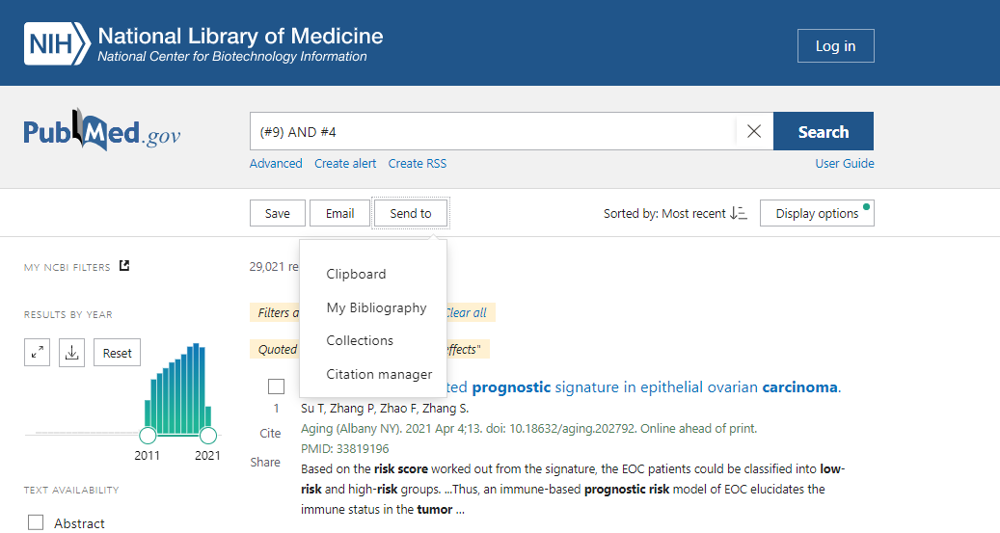 NIH National Library of Medicine
National Center for Biotechnology Information
Log in
PubMed.gov
(#9) AND #4
Search
Advanced Create alert Create RSS
User Guide
Save Email Send to
Sorted by: Most recent
Display options
MY NCBI FILTERS
29,021 re
Clipboard
My Bibliography
Collections
Citation manager
RESULTS BY YEAR
Filters a
Clear all
Reset
Quoted
effects"
2011 2021
ted prognostic signature in epithelial ovarian carcinoma.
1
Su T, Zhang P, Zhao F, Zhang S.
Cite
Aging (Albany NY). 2021 Apr 4;13. doi: 10.18632/aging.202792. Online ahead of print.
PMID: 33819196
Share
Based on the risk score worked out from the signature, the EOC patients could be classified into low-
risk and high-risk groups. ...Thus, an immune-based prognostic risk model of EOC elucidates the
immune status in the tumor ...
TEXT AVAILABILITY
Abstract